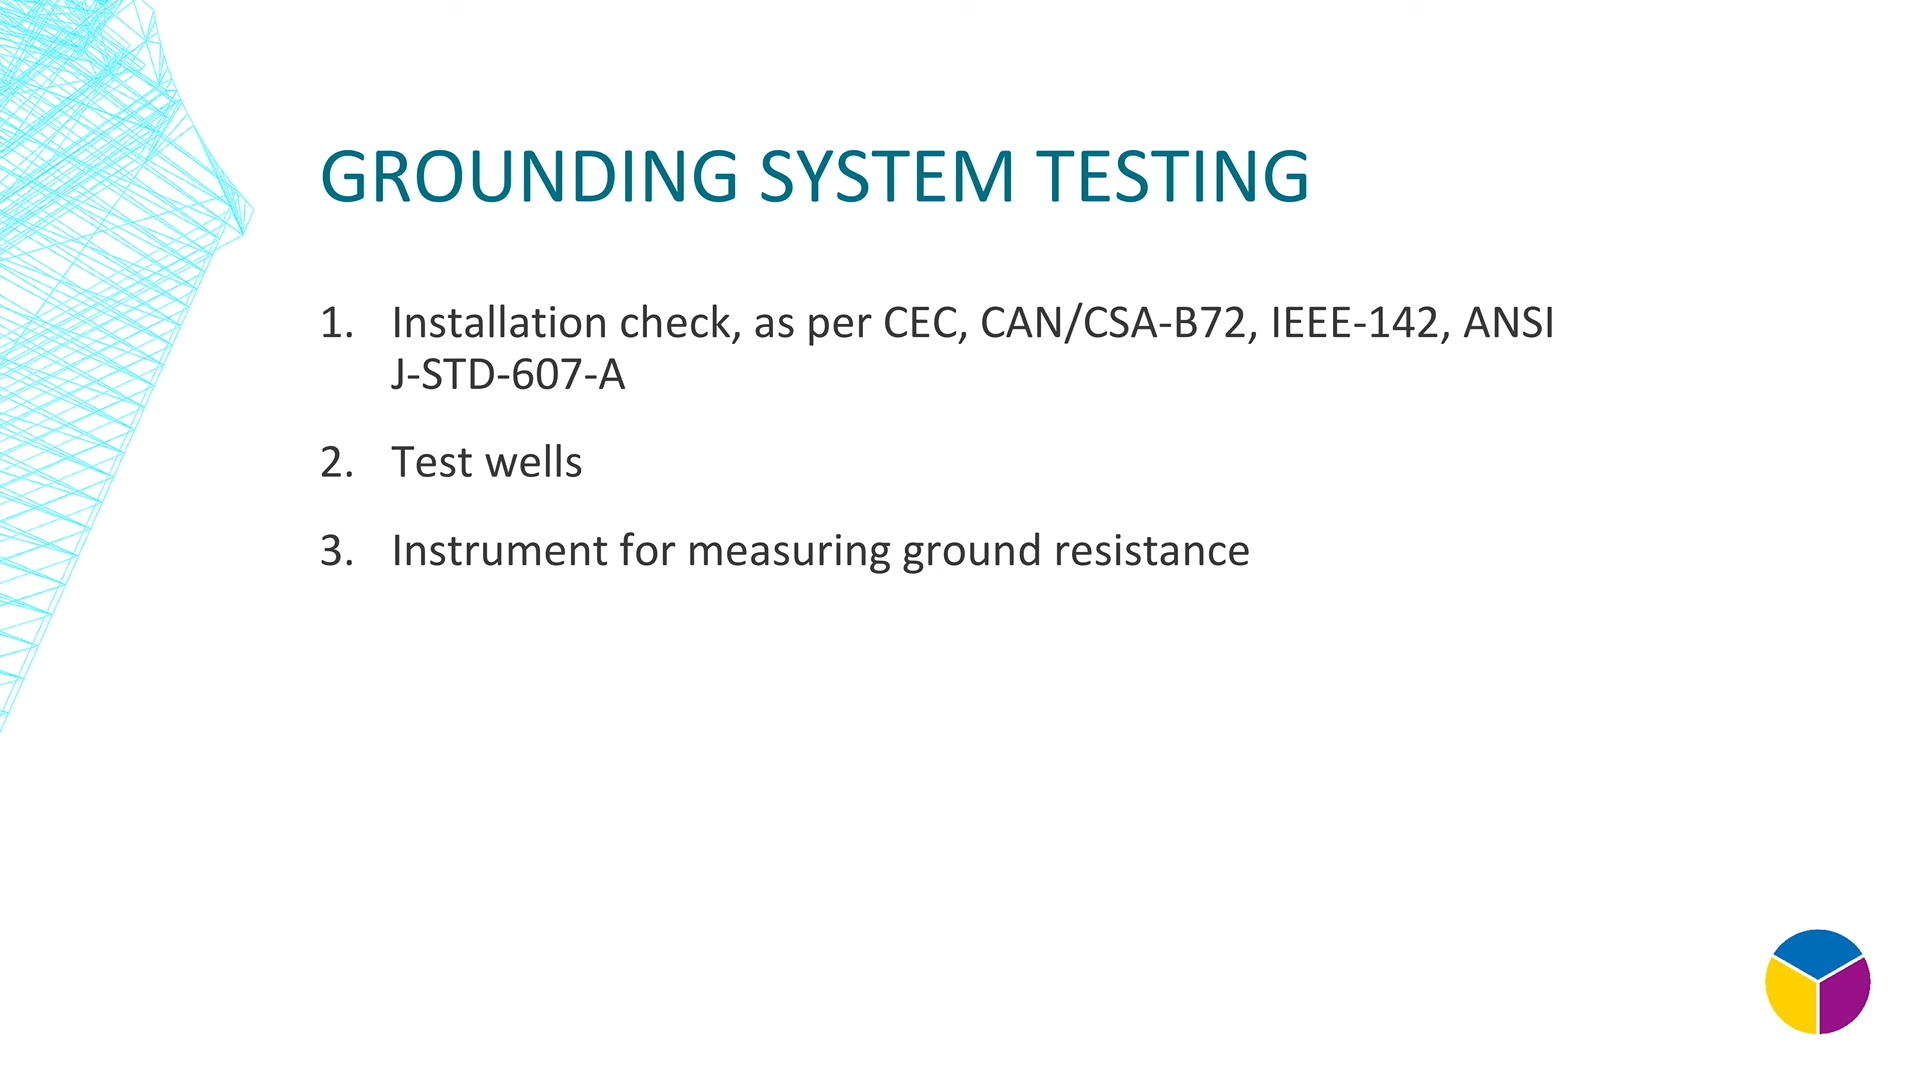 GROUNDING SYSTEM TESTING
1. Installation check, as per CEC, CAN/CSA-B72, IEEE-142, ANSI
J-STD-607-A
2. Test wells
3. Instrument for measuring ground resistance